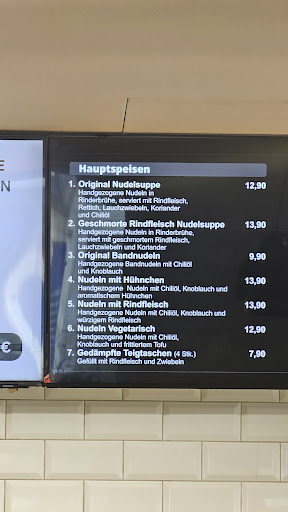 E
N
€
Hauptspeisen
1. Original Nudelsuppe 12,90
Handgezogene Nudeln in
Rinderbrühe, serviert mit Rindfleisch,
Rettich, Lauchzwiebeln, Koriander
und Chiliöl
2. Geschmorte Rindfleisch Nudelsuppe 13,90
Handgezogene Nudeln in Rinderbrühe,
serviert mit geschmortem Rindfleisch,
Lauchzwiebeln und Koriander
3. Original Bandnudeln 9,90
Handgezogene Bandnudeln mit Chiliöl
und Knoblauch
4. Nudeln mit Hühnchen 13,90
Handgezogene Nudeln mit Chiliöl, Knoblauch und
aromatischem Hühnchen
5. Nudeln mit Rindfleisch 13,90
Handgezogene Nudeln mit Chiliöl, Knoblauch und
würzigem Rindfleisch
6. Nudeln Vegetarisch 12,90
Handgezogene Nudeln mit Chiliöl,
Knoblauch und frittiertem Tofu
7. Gedämpfte Teigtaschen (4 Stk.) 7,90
Gefüllt mit Rindfleisch und Zwiebeln